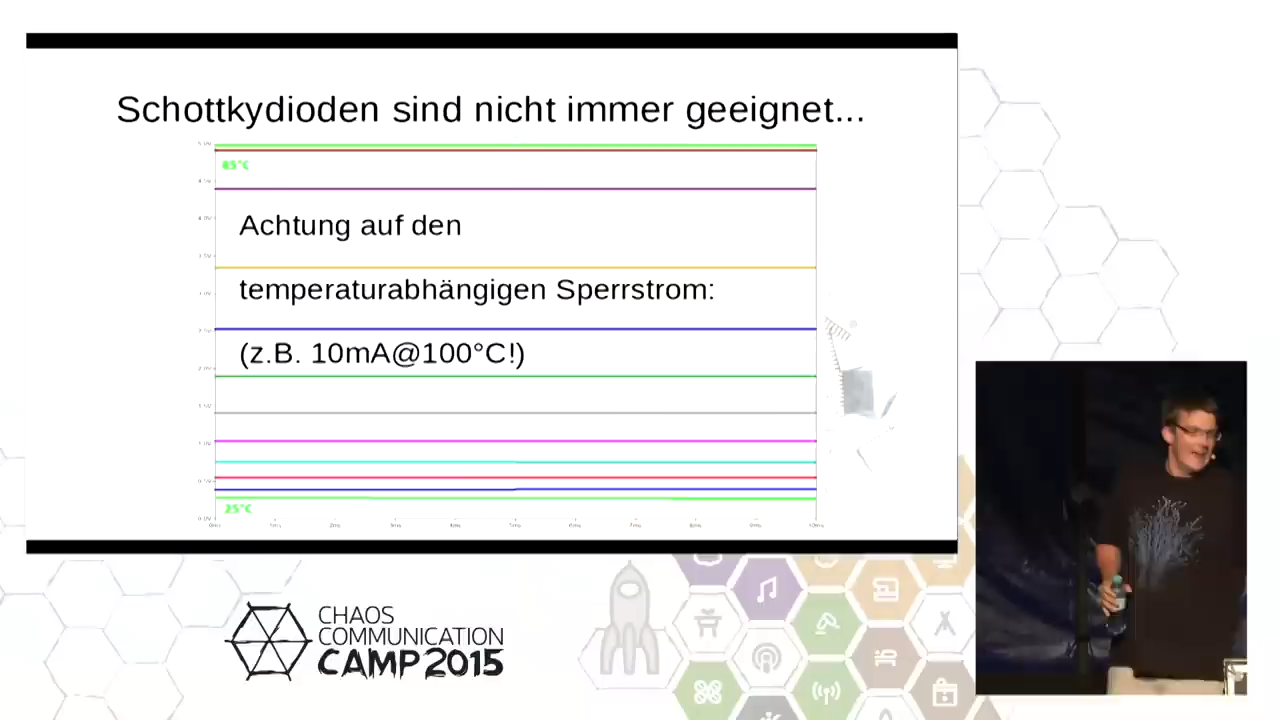 Schottkydioden sind nicht immer geeignet...
85°C
Achtung auf den
temperaturabhängigen Sperrstrom:
(z.B. 10mA@100°C!)
25°C
CHAOS
COMMUNICATION
CAMP 2015